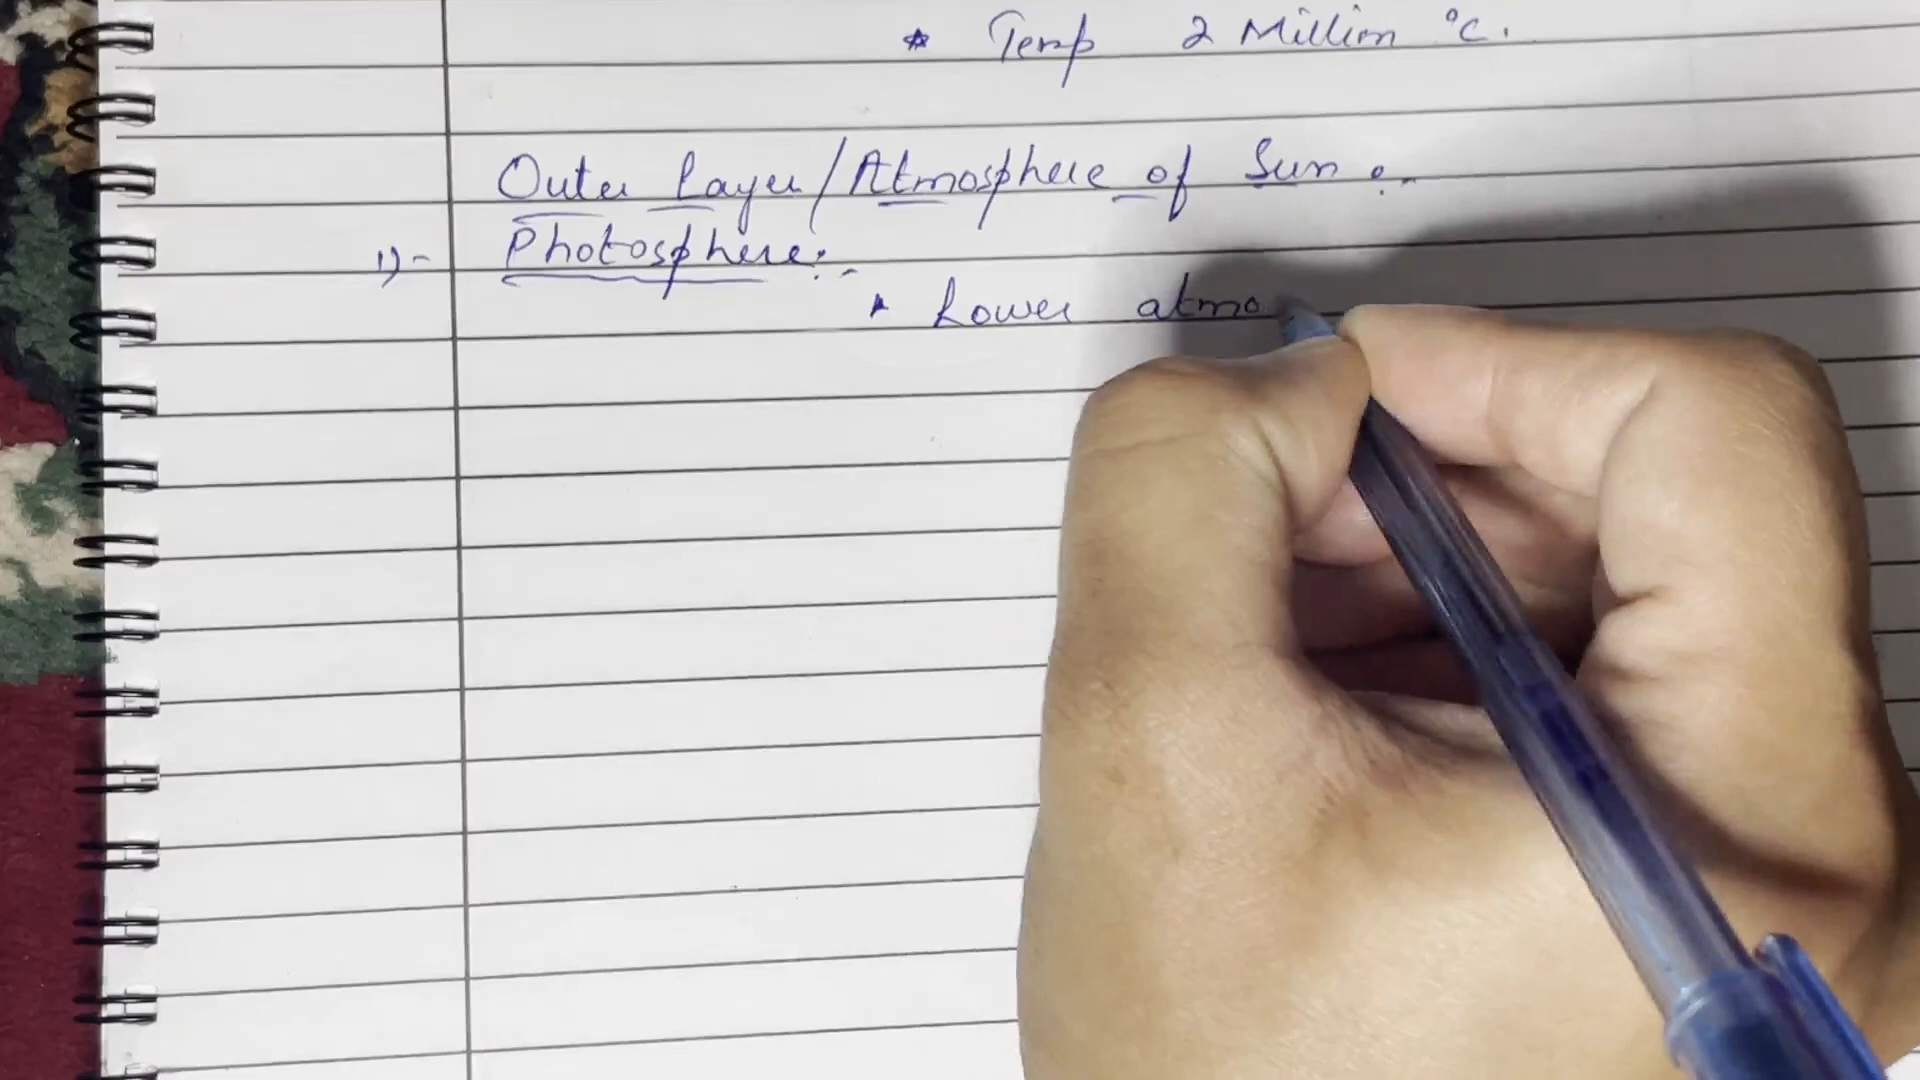 * Temp 2 Million °C.
Outer Layer/Atmosphere of Sun :-
1)- Photosphere:-
* Lower atmo